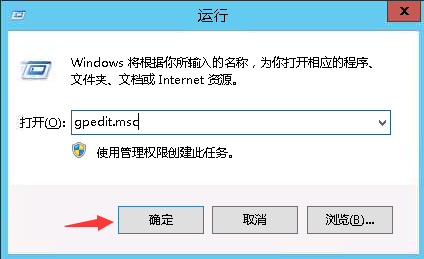 运行
Windows 将根据你所输入的名称，为你打开相应的程序、
文件夹、文档或 Internet 资源。
打开(O):
gpedit.msc
使用管理权限创建此任务。
确定
取消
浏览(B)...